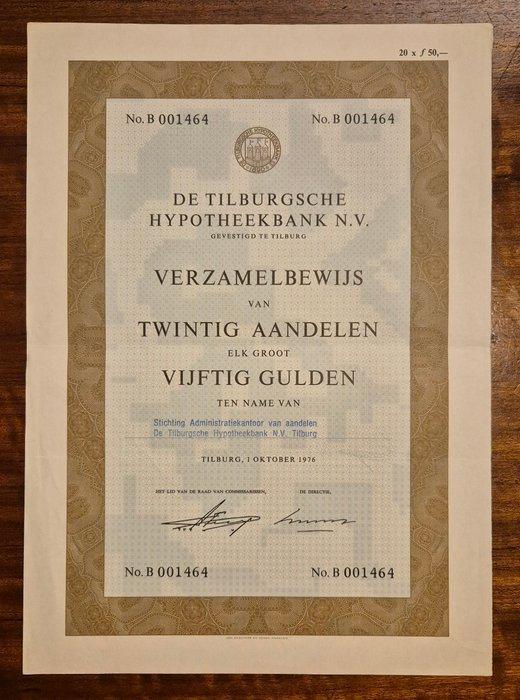 20 x ƒ 50,—
No. B 001464 No. B 001464
DE TILBURGSCHE
HYPOTHEEKBANK N.V.
GEVESTIGD TE TILBURG
VERZAMELBEWIJS
VAN
TWINTIG AANDELEN
ELK GROOT
VIJFTIG GULDEN
TEN NAME VAN
Stichting Administratiekantoor van aandelen
De Tilburgsche Hypotheekbank N.V. Tilburg
TILBURG, 1 OKTOBER 1976
HET LID VAN DE RAAD VAN COMMISSARISSEN, DE DIRECTIE,
No. B 001464 No. B 001464